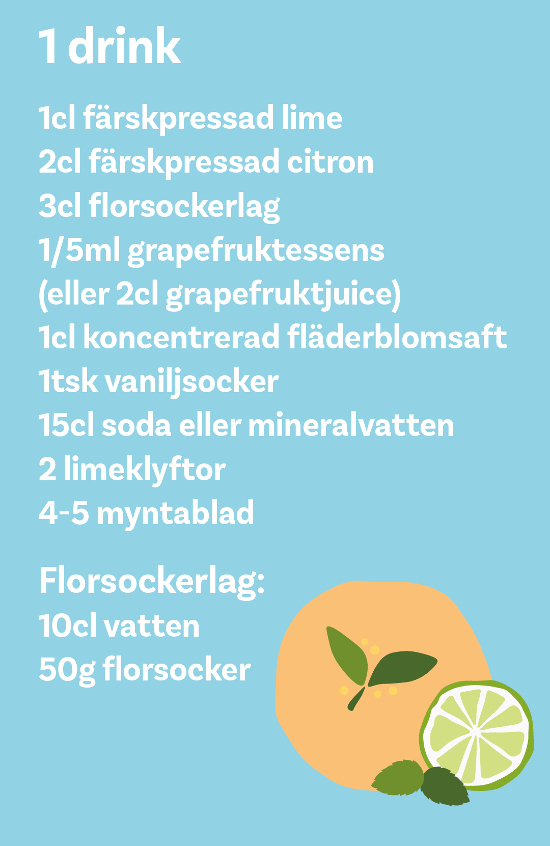 1 drink
1cl färskpressad lime
2cl färskpressad citron
3cl florsockerlag
1/5ml grapefruktessens
(eller 2cl grapefruktjuice)
1cl koncentrerad fläderblomsaft
1tsk vaniljsocker
15cl soda eller mineralvatten
2 limeklyftor
4-5 myntablad
Florsockerlag:
10cl vatten
50g florsocker